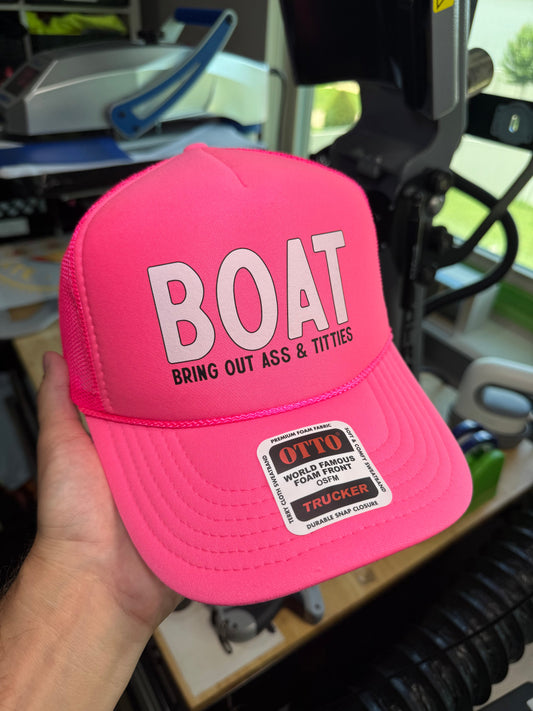 BOAT
BRING OUT ASS & TITTIES
PREMIUM FOAM FABRIC
SOFT & COMFY SWEATBAND
TERRY CLOTH SWEATBAND
OTTO
WORLD FAMOUS
FOAM FRONT
OSFM
TRUCKER
DURABLE SNAP CLOSURE